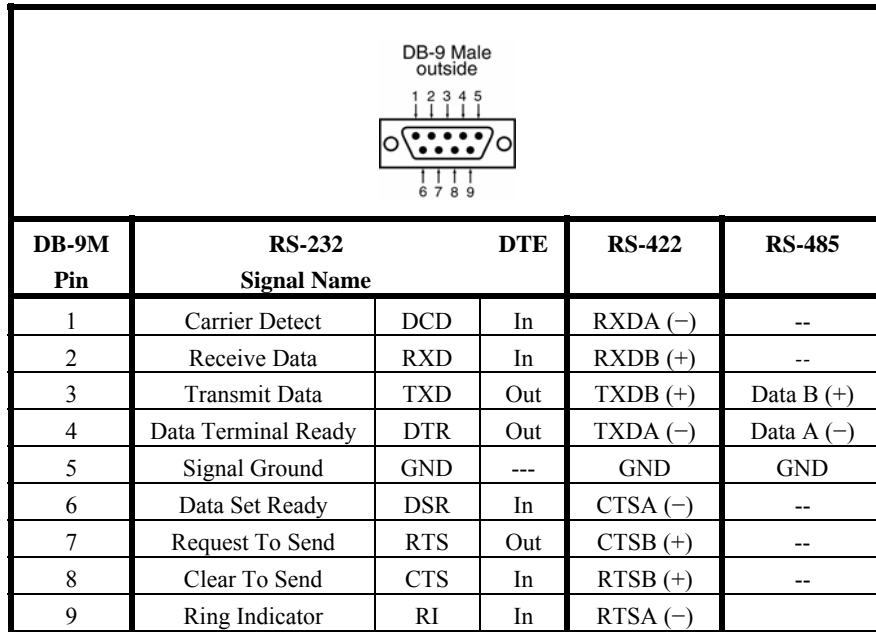 DB-9 Male
outside
1 2 3 4 5
6 7 8 9
DB-9M RS-232 DTE RS-422 RS-485
Pin Signal Name
1 Carrier Detect DCD In RXDA (−) --
2 Receive Data RXD In RXDB (+) --
3 Transmit Data TXD Out TXDB (+) Data B (+)
4 Data Terminal Ready DTR Out TXDA (−) Data A (−)
5 Signal Ground GND --- GND GND
6 Data Set Ready DSR In CTSA (−) --
7 Request To Send RTS Out CTSB (+) --
8 Clear To Send CTS In RTSB (+) --
9 Ring Indicator RI In RTSA (−)